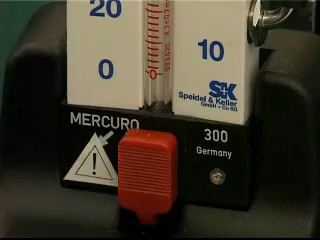 20
0
10
SK
Speidel & Keller
GmbH + Co KG
MERCURO
300
Germany